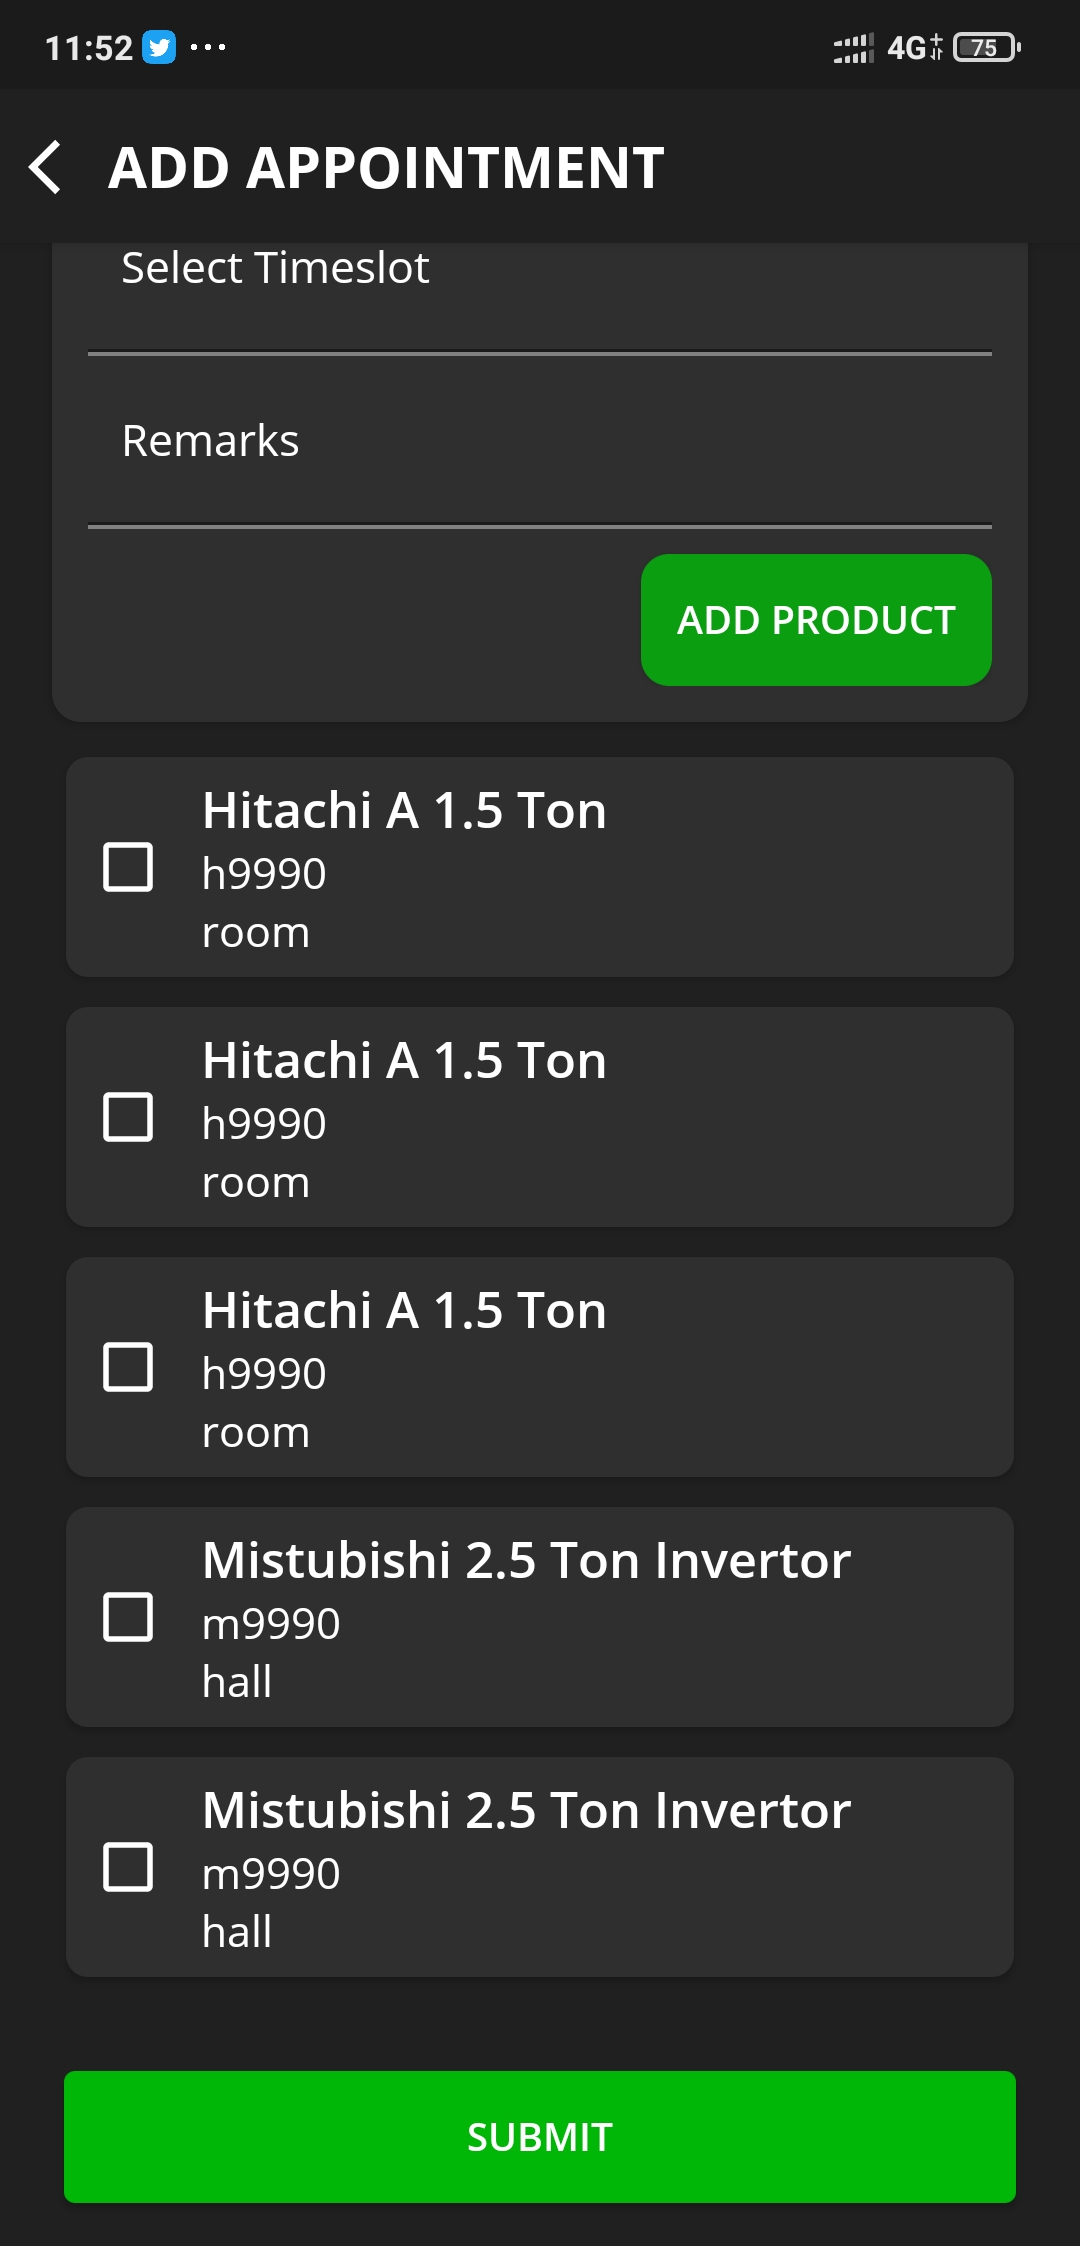 11:52
4G+
75
ADD APPOINTMENT
Select Timeslot
Remarks
ADD PRODUCT
Hitachi A 1.5 Ton
h9990
room
Hitachi A 1.5 Ton
h9990
room
Hitachi A 1.5 Ton
h9990
room
Mistubishi 2.5 Ton Invertor
m9990
hall
Mistubishi 2.5 Ton Invertor
m9990
hall
SUBMIT